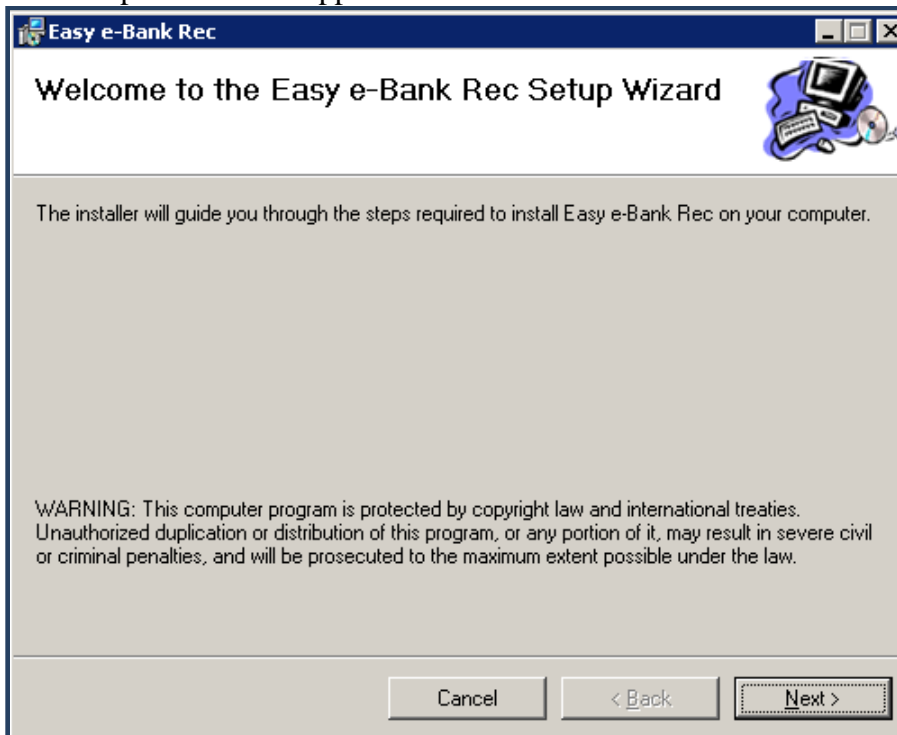 Easy e-Bank Rec
Welcome to the Easy e-Bank Rec Setup Wizard
The installer will guide you through the steps required to install Easy e-Bank Rec on your computer.
WARNING: This computer program is protected by copyright law and international treaties.
Unauthorized duplication or distribution of this program, or any portion of it, may result in severe civil
or criminal penalties, and will be prosecuted to the maximum extent possible under the law.
Cancel
< Back
Next >